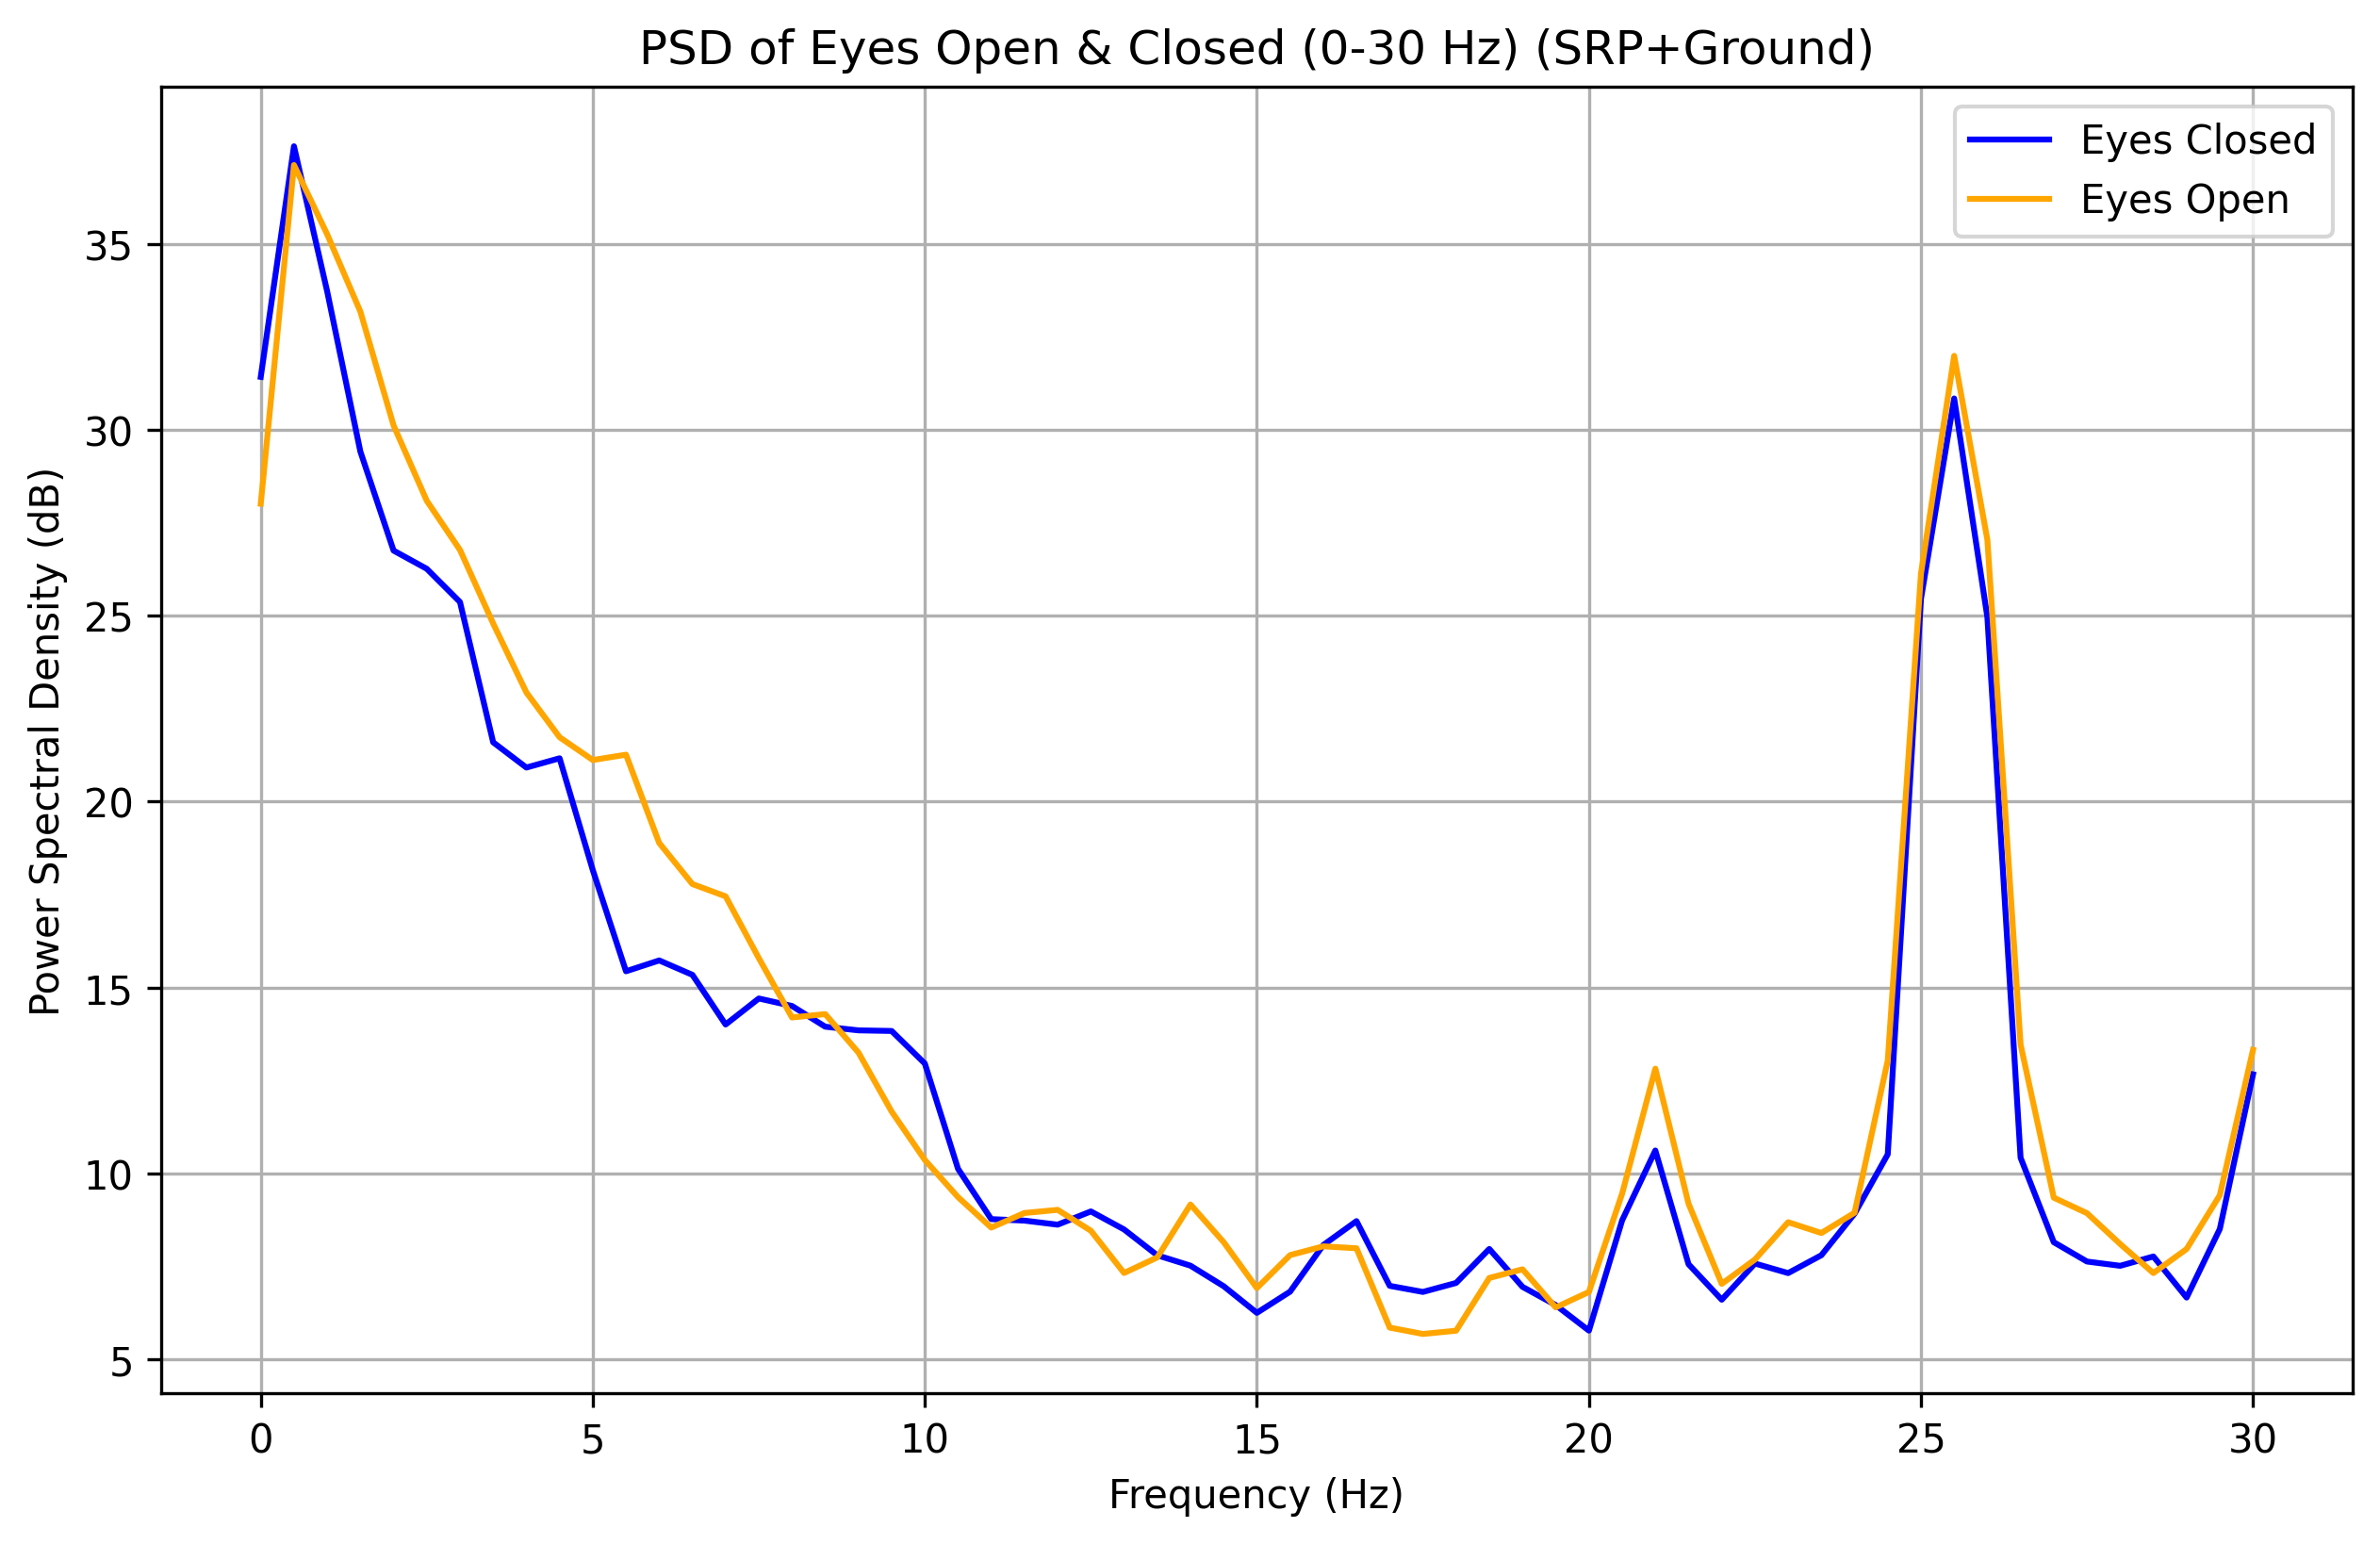 PSD of Eyes Open & Closed (0-30 Hz) (SRP+Ground)
Eyes Closed
Eyes Open
Power Spectral Density (dB)
35
30
25
20
15
10
5
0 5 10 15 20 25 30
Frequency (Hz)